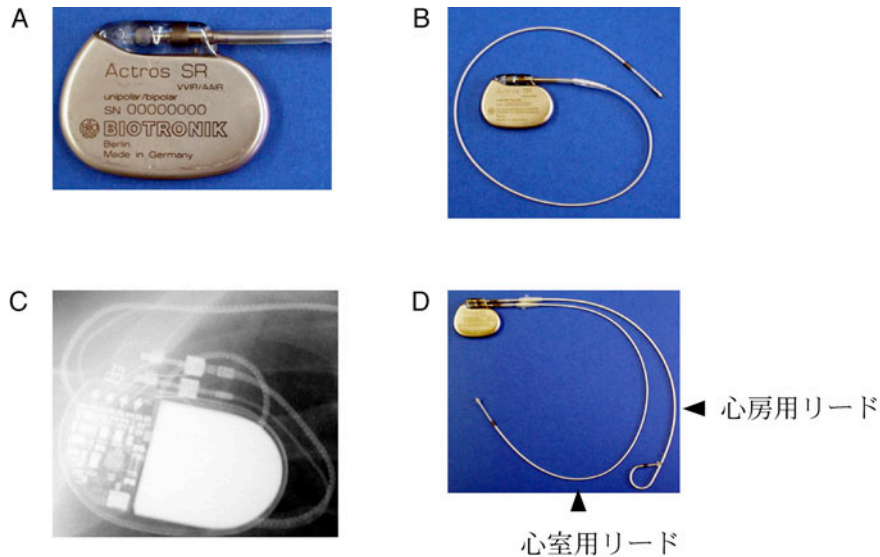 A
Actros SR
VVIR/AAIR
unipolar/bipolar
SN 00000000
BIOTRONIK
Berlin
Made in Germany
B
C
D
心房用リード
心室用リード